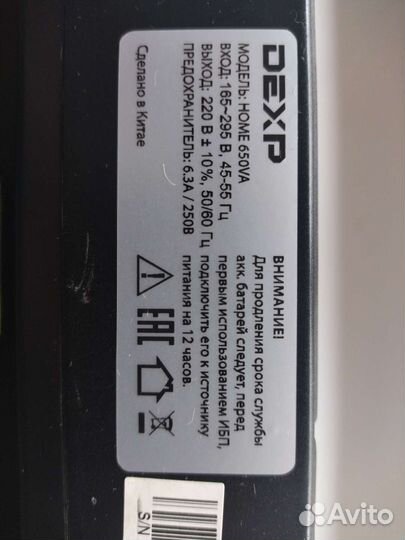 DEXP
МОДЕЛЬ: HOME 650VA
ВХОД: 165~295 В, 45-55 Гц
ВЫХОД: 220 В ± 10%, 50/60 Гц
ПРЕДОХРАНИТЕЛЬ: 6.3A / 250В
Сделано в Китае
ВНИМАНИЕ!
Для продления срока службы
акк. батарей следует, перед
первым использованием ИБП,
подключить его к источнику
питания на 12 часов.
EAC
S/N
Avito